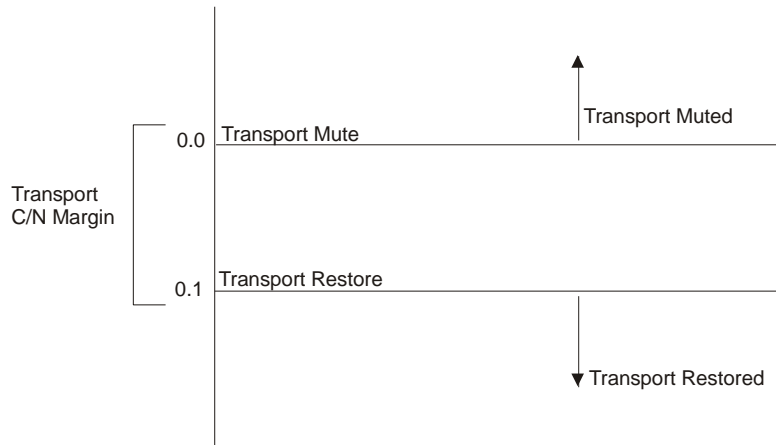 Transport Muted
Transport Mute
0.0
Transport
C/N Margin
Transport Restore
0.1
Transport Restored